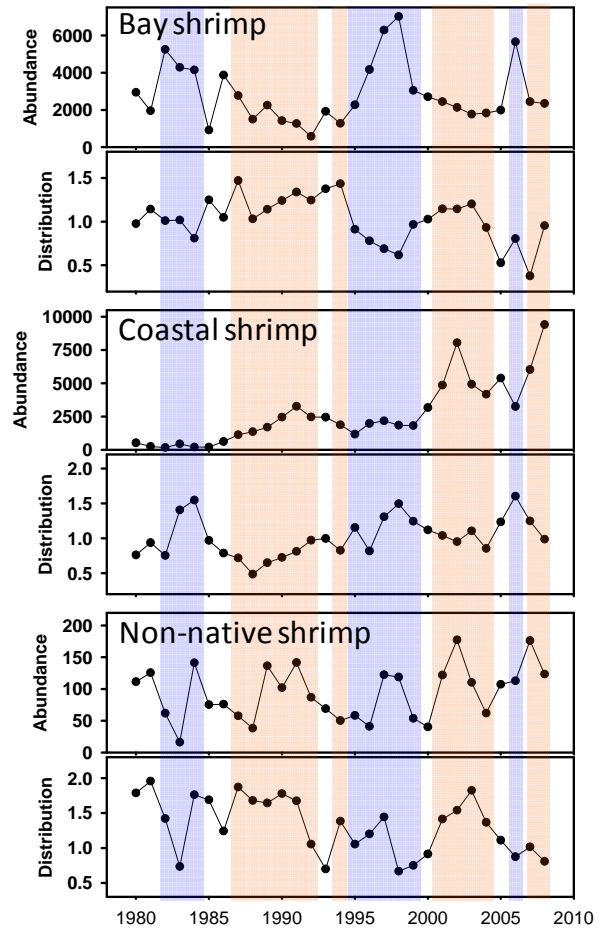 Bay shrimp
Abundance
6000
4000
2000
0
Distribution
1.5
1.0
0.5
Coastal shrimp
Abundance
10000
7500
5000
2500
0
Distribution
2.0
1.5
1.0
0.5
Non-native shrimp
Abundance
200
150
100
50
0
Distribution
2.0
1.5
1.0
0.5
1980 1985 1990 1995 2000 2005 2010